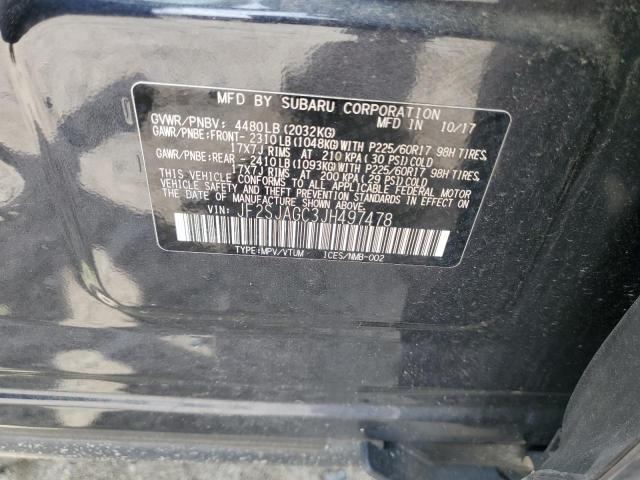 MFD BY SUBARU CORPORATION
MFD IN 10/17
GVWR/PNBV: 4480LB(2032KG)
GAWR/PNBE:FRONT-2310LB(1048KG)WITH P225/60R17 98H TIRES,
17X7J RIMS AT 210 KPA(30 PSI)COLD
GAWR/PNBE:REAR -2410LB(1093KG)WITH P225/60R17 98H TIRES,
17X7J RIMS AT 200 KPA(29 PSI)COLD
THIS VEHICLE CONFORMS TO ALL APPLICABLE FEDERAL MOTOR
VEHICLE SAFETY, BUMPER, AND THEFT PREVENTION STANDARDS IN EFFECT ON
THE DATE OF MANUFACTURE SHOWN ABOVE.
VIN: JF2SJAGC3JH497478
TYPE:MPV/VTUM ICES/NMB-002